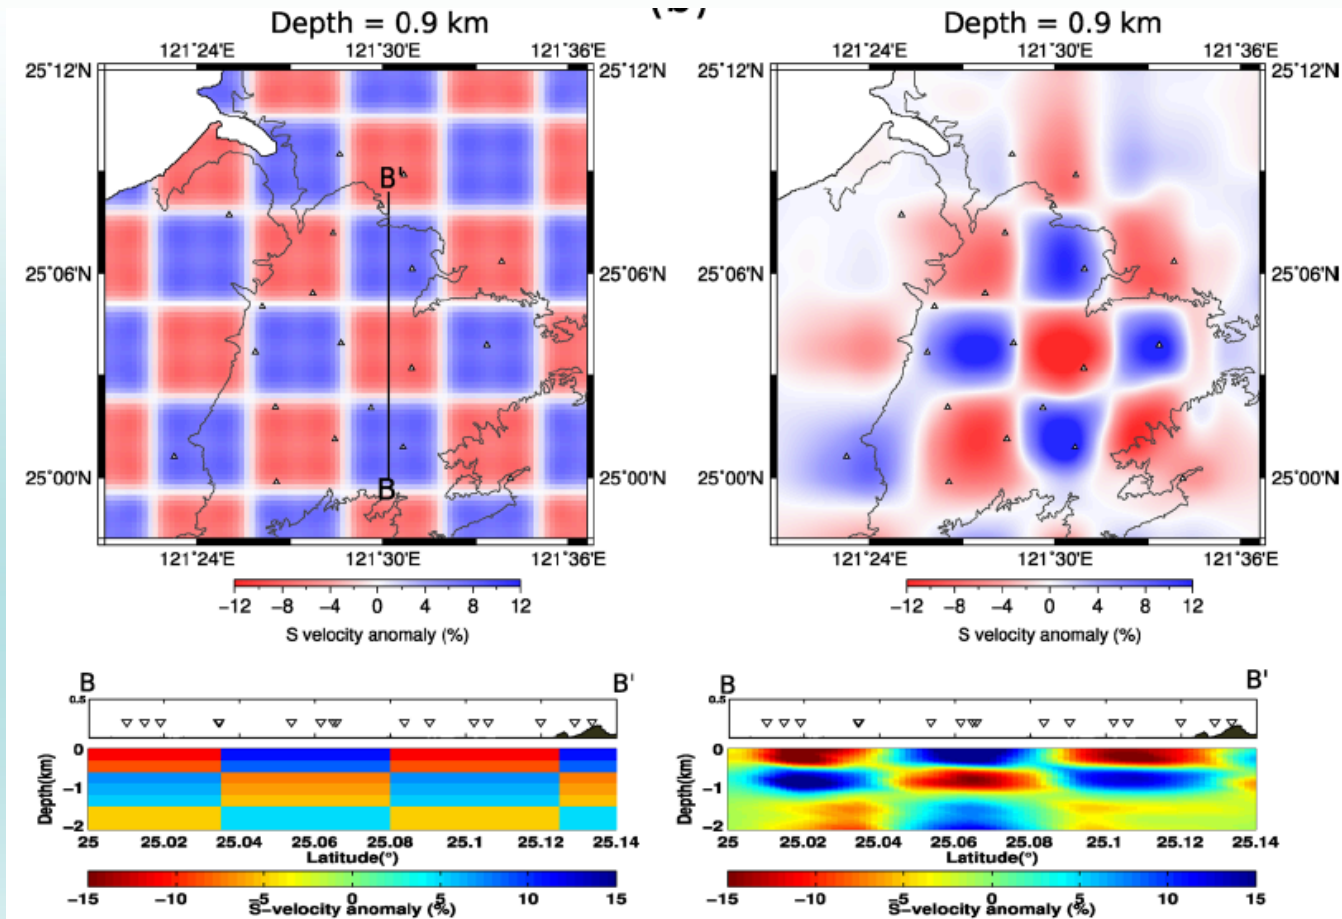 (b)
Depth = 0.9 km
Depth = 0.9 km
121°24'E 121°30'E 121°36'E
121°24'E 121°30'E 121°36'E
25°12'N 25°12'N 25°12'N
B'
25°06'N 25°06'N 25°06'N
25°00'N 25°00'N 25°00'N
B
121°24'E 121°30'E 121°36'E
121°24'E 121°30'E 121°36'E
−12 −8 −4 0 4 8 12
S velocity anomaly (%)
−12 −8 −4 0 4 8 12
S velocity anomaly (%)
B B'
0.5
0
−1
−2
Depth(km)
25 25.02 25.04 25.06 25.08 25.1 25.12 25.14
Latitude(°)
−15 −10 −5 0 5 10 15
S−velocity anomaly (%)
B B'
0.5
0
−1
−2
Depth(km)
25 25.02 25.04 25.06 25.08 25.1 25.12 25.14
Latitude(°)
−15 −10 −5 0 5 10 15
S−velocity anomaly (%)